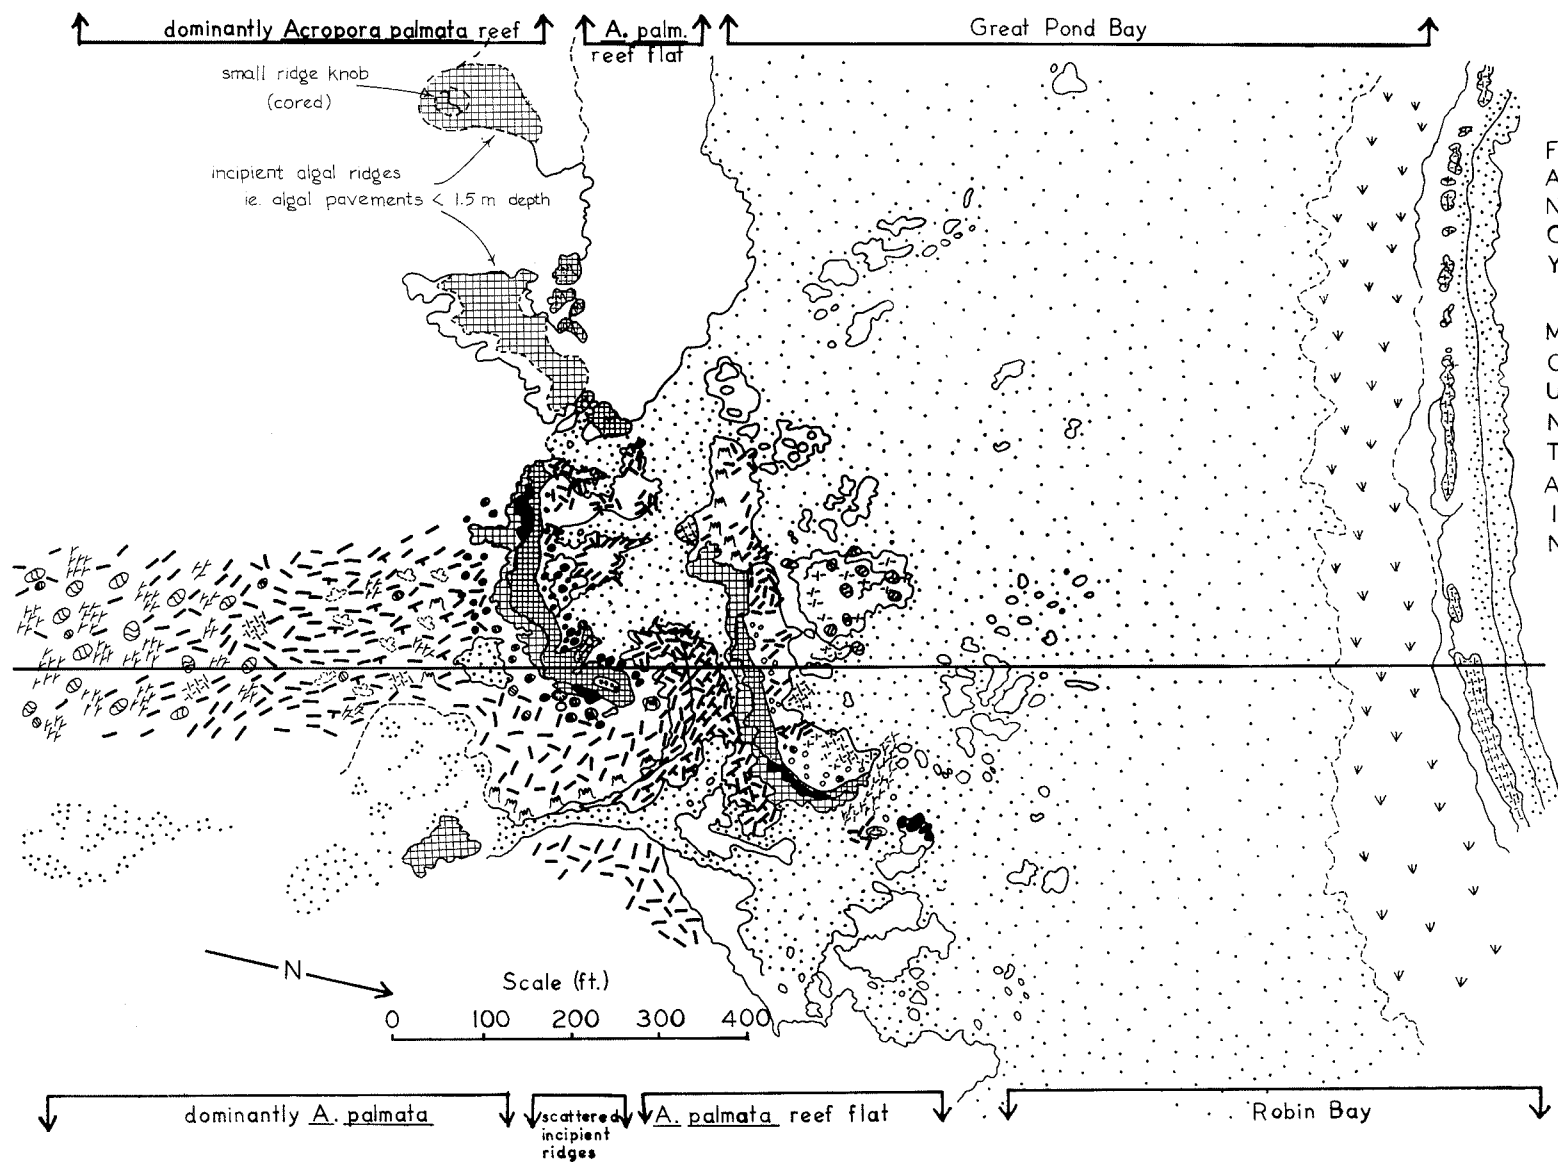 dominantly Acropora palmata reef
A. palm.
reef flat
Great Pond Bay
small ridge knob
(cored)
incipient algal ridges
ie. algal pavements < 1.5 m depth
FANCY MOUNTAIN
N
Scale (ft.)
0 100 200 300 400
dominantly A. palmata
scattered
incipient
ridges
A. palmata reef flat
Robin Bay